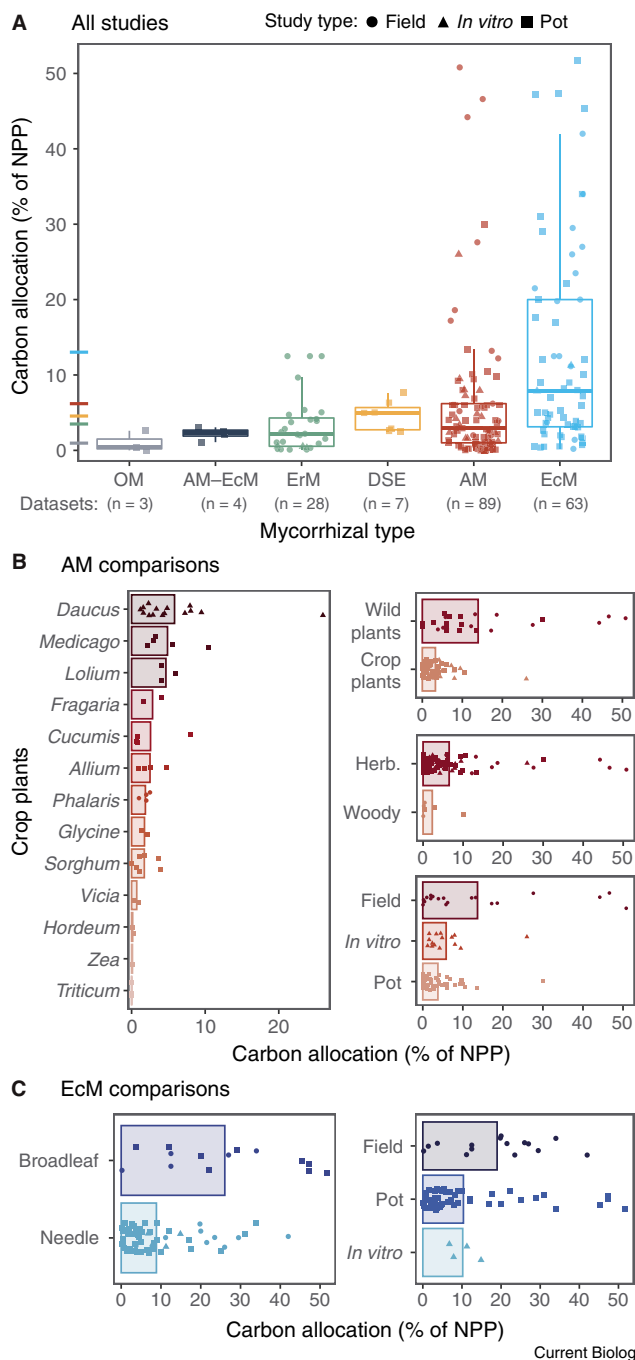 A All studies
Study type: Field In vitro Pot
Carbon allocation (% of NPP)
50
40
30
20
10
0
OM AM–EcM ErM DSE AM EcM
Datasets: (n = 3) (n = 4) (n = 28) (n = 7) (n = 89) (n = 63)
Mycorrhizal type
B AM comparisons
Crop plants
Daucus
Medicago
Lolium
Fragaria
Cucumis
Allium
Phalaris
Glycine
Sorghum
Vicia
Hordeum
Zea
Triticum
0 10 20
Wild
plants
Crop
plants
0 10 20 30 40 50
Herb.
Woody
0 10 20 30 40 50
Field
In vitro
Pot
0 10 20 30 40 50
Carbon allocation (% of NPP)
C EcM comparisons
Broadleaf
Needle
0 10 20 30 40 50
Field
Pot
In vitro
0 10 20 30 40 50
Carbon allocation (% of NPP)
Current Biolog